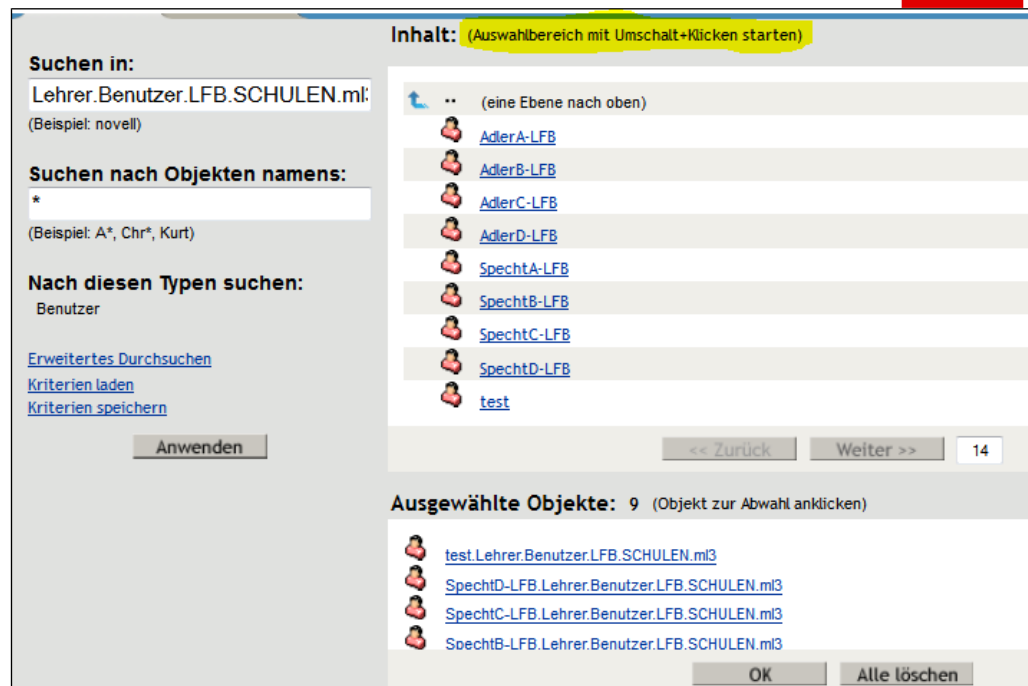 Suchen in:
Lehrer.Benutzer.LFB.SCHULEN.ml
(Beispiel: novell)
Suchen nach Objekten namens:
*
(Beispiel: A*, Chr*, Kurt)
Nach diesen Typen suchen:
Benutzer
Erweitertes Durchsuchen
Kriterien laden
Kriterien speichern
Anwenden
Inhalt: (Auswahlbereich mit Umschalt+Klicken starten)
.. (eine Ebene nach oben)
AdlerA-LFB
AdlerB-LFB
AdlerC-LFB
AdlerD-LFB
SpechtA-LFB
SpechtB-LFB
SpechtC-LFB
SpechtD-LFB
test
<< Zurück Weiter >> 14
Ausgewählte Objekte: 9 (Objekt zur Abwahl anklicken)
test.Lehrer.Benutzer.LFB.SCHULEN.ml3
SpechtD-LFB.Lehrer.Benutzer.LFB.SCHULEN.ml3
SpechtC-LFB.Lehrer.Benutzer.LFB.SCHULEN.ml3
SpechtB-LFB.Lehrer.Benutzer.LFB.SCHULEN.ml3
OK Alle löschen